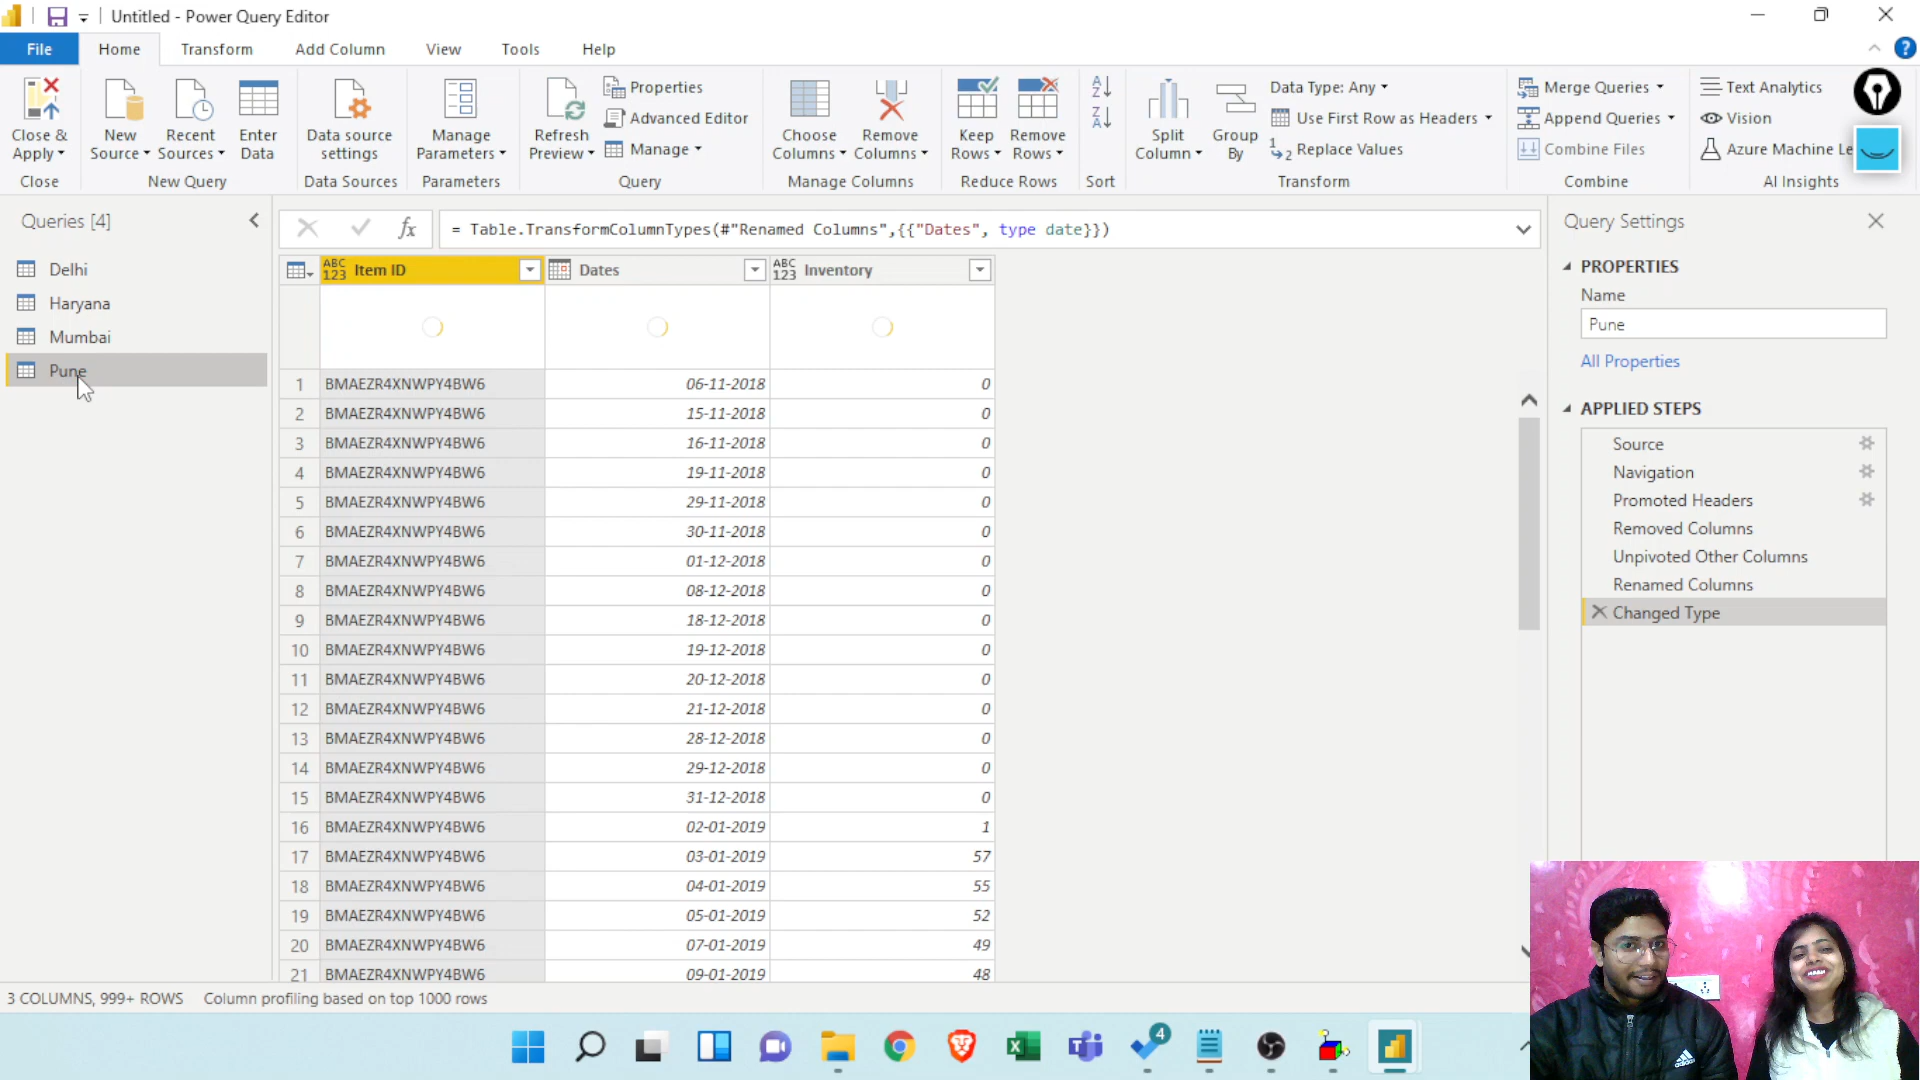 Untitled - Power Query Editor
File Home Transform Add Column View Tools Help
Close & Apply
New Source
Recent Sources
Enter Data
Data source settings
Manage Parameters
Refresh Preview
Properties
Advanced Editor
Manage
Choose Columns
Remove Columns
Keep Rows
Remove Rows
A Z
Z A
Split Column
Group By
Data Type: Any
Use First Row as Headers
1 2 Replace Values
Merge Queries
Append Queries
Combine Files
Text Analytics
Vision
Azure Machine Le
?
Close New Query Data Sources Parameters Query Manage Columns Reduce Rows Sort Transform Combine AI Insights
Queries [4]
Delhi
Haryana
Mumbai
Pune
fx = Table.TransformColumnTypes(#"Renamed Columns",{{"Dates", type date}})
ABC 123 Item ID Dates ABC 123 Inventory
1 BMAEZR4XNWPY4BW6 06-11-2018 0
2 BMAEZR4XNWPY4BW6 15-11-2018 0
3 BMAEZR4XNWPY4BW6 16-11-2018 0
4 BMAEZR4XNWPY4BW6 19-11-2018 0
5 BMAEZR4XNWPY4BW6 29-11-2018 0
6 BMAEZR4XNWPY4BW6 30-11-2018 0
7 BMAEZR4XNWPY4BW6 01-12-2018 0
8 BMAEZR4XNWPY4BW6 08-12-2018 0
9 BMAEZR4XNWPY4BW6 18-12-2018 0
10 BMAEZR4XNWPY4BW6 19-12-2018 0
11 BMAEZR4XNWPY4BW6 20-12-2018 0
12 BMAEZR4XNWPY4BW6 21-12-2018 0
13 BMAEZR4XNWPY4BW6 28-12-2018 0
14 BMAEZR4XNWPY4BW6 29-12-2018 0
15 BMAEZR4XNWPY4BW6 31-12-2018 0
16 BMAEZR4XNWPY4BW6 02-01-2019 1
17 BMAEZR4XNWPY4BW6 03-01-2019 57
18 BMAEZR4XNWPY4BW6 04-01-2019 55
19 BMAEZR4XNWPY4BW6 05-01-2019 52
20 BMAEZR4XNWPY4BW6 07-01-2019 49
21 BMAEZR4XNWPY4BW6 09-01-2019 48
Query Settings
PROPERTIES
Name
Pune
All Properties
APPLIED STEPS
Source
Navigation
Promoted Headers
Removed Columns
Unpivoted Other Columns
Renamed Columns
Changed Type
3 COLUMNS, 999+ ROWS Column profiling based on top 1000 rows
4
adidas